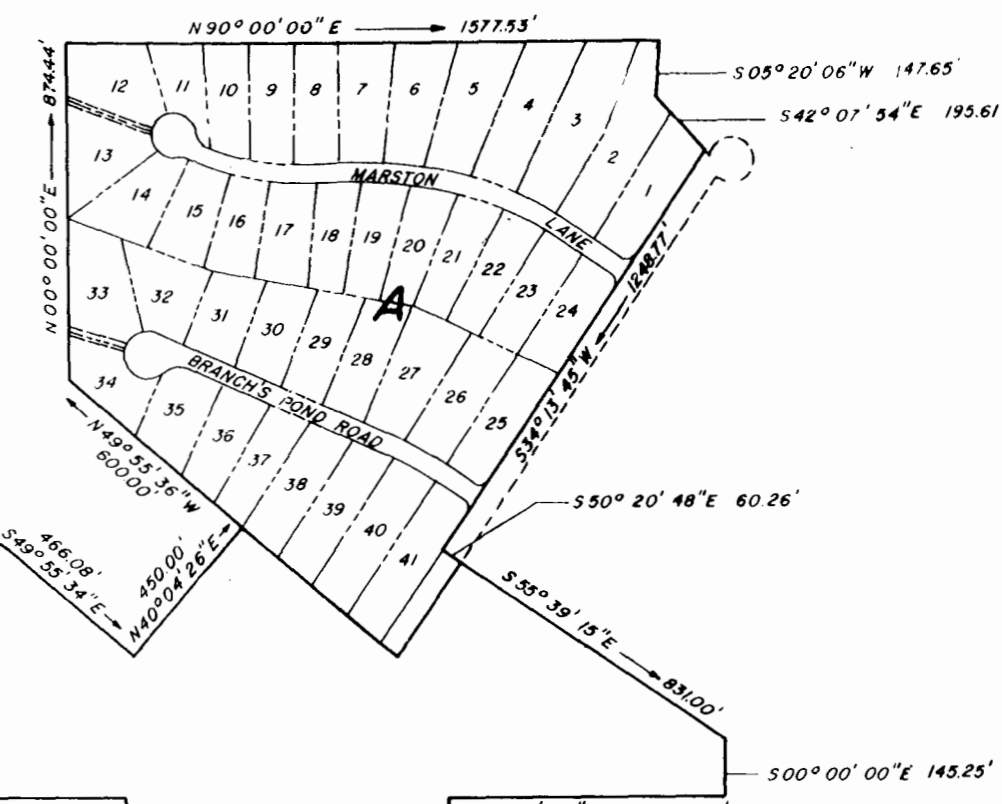 N 90° 00' 00" E 1577.53'
S 05° 20' 06" W 147.65'
S 42° 07' 54" E 195.61
N 00° 00' 00" E 874.44'
12 11 10 9 8 7 6 5 4 3 2 1
13
MARSTON LANE
14 15 16 17 18 19 20 21 22 23 24
A
S 34° 13' 45" W 1248.77'
33 32 31 30 29 28 27 26 25
BRANCH'S POND ROAD
34 35 36 37 38 39 40 41
N 49° 55' 36" W
600.00'
S 50° 20' 48" E 60.26'
466.08'
S 49° 55' 34" E
450.00'
N 40° 04' 26" E
S 55° 39' 15" E 831.00'
S 00° 00' 00" E 145.25'